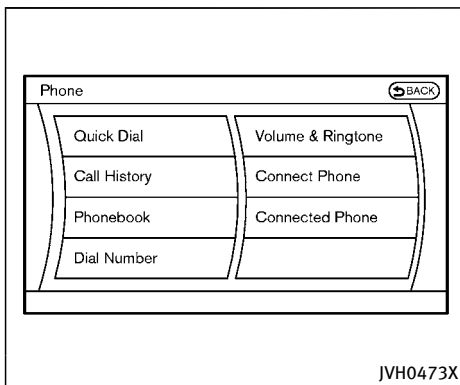 Phone
BACK
Quick Dial
Call History
Phonebook
Dial Number
Volume & Ringtone
Connect Phone
Connected Phone
JVH0473X